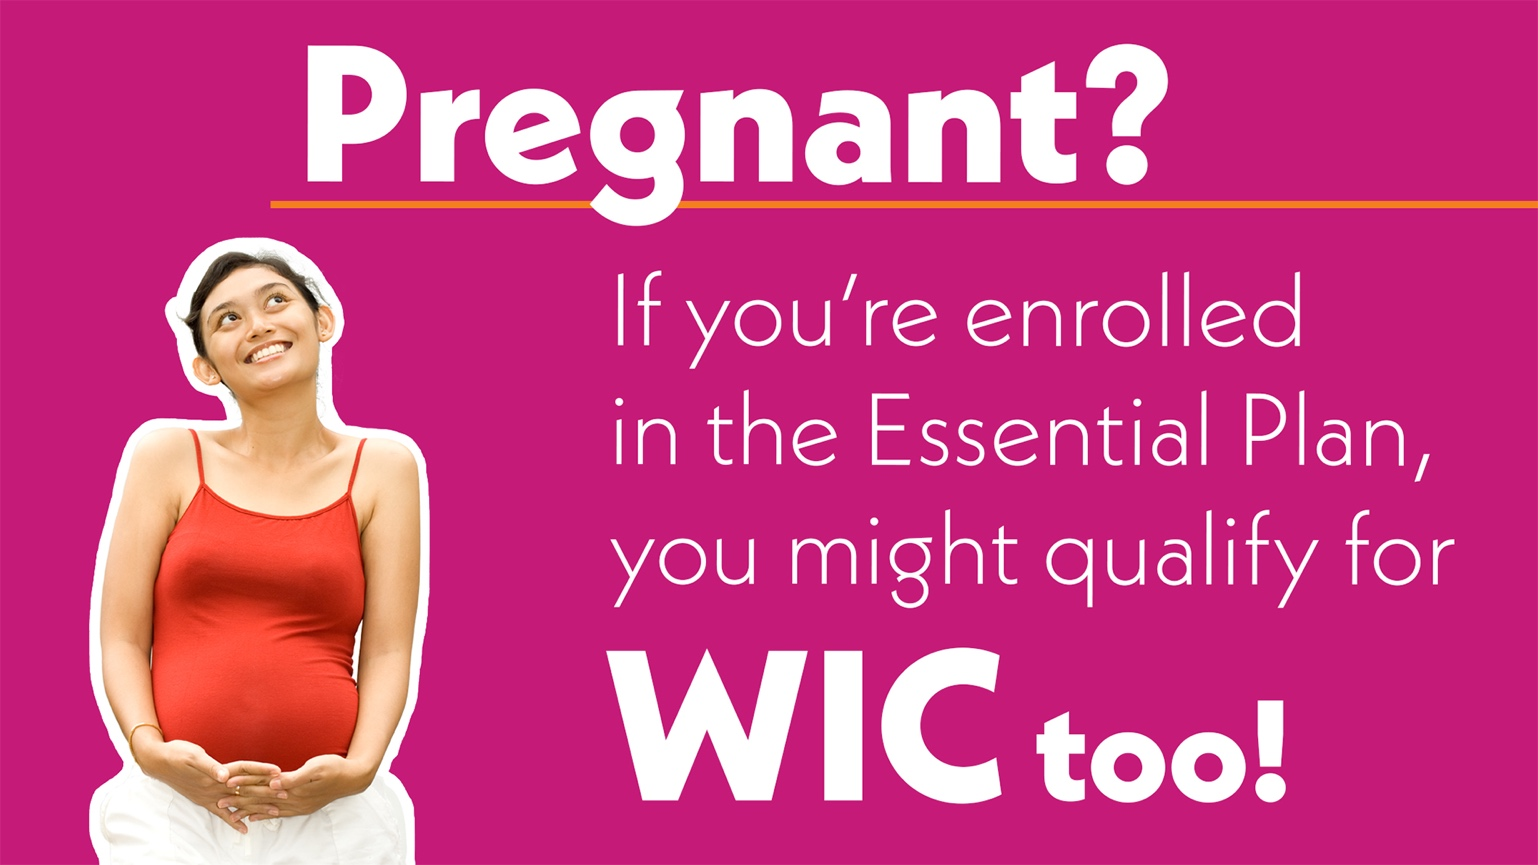 Pregnant?
If you’re enrolled
in the Essential Plan,
you might qualify for
WIC too!